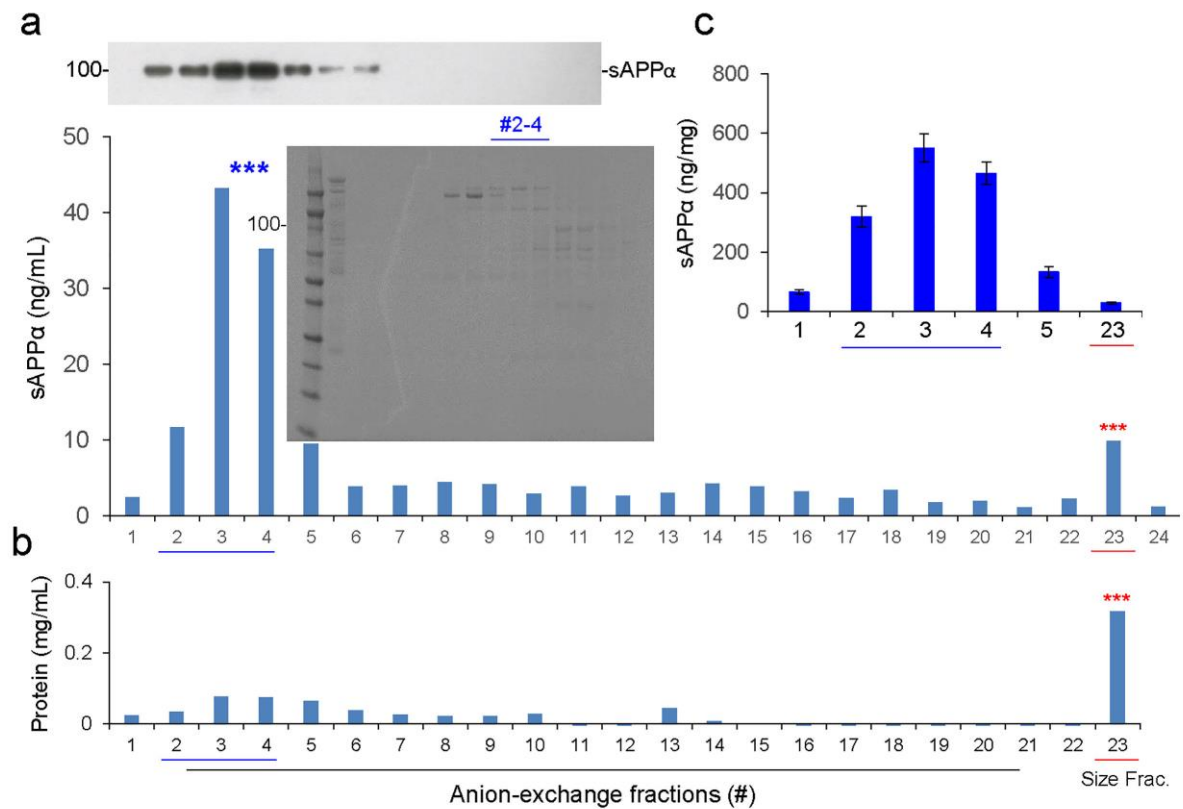 a
100-
-sAPPα
#2-4
50
40
30
20
10
0
sAPPα (ng/mL)
***
100-
***
1 2 3 4 5 6 7 8 9 10 11 12 13 14 15 16 17 18 19 20 21 22 23 24
c
800
600
400
200
0
sAPPα (ng/mg)
1 2 3 4 5 23
b
0.4
0.2
0
Protein (mg/mL)
***
1 2 3 4 5 6 7 8 9 10 11 12 13 14 15 16 17 18 19 20 21 22 23
Size Frac.
Anion-exchange fractions (#)